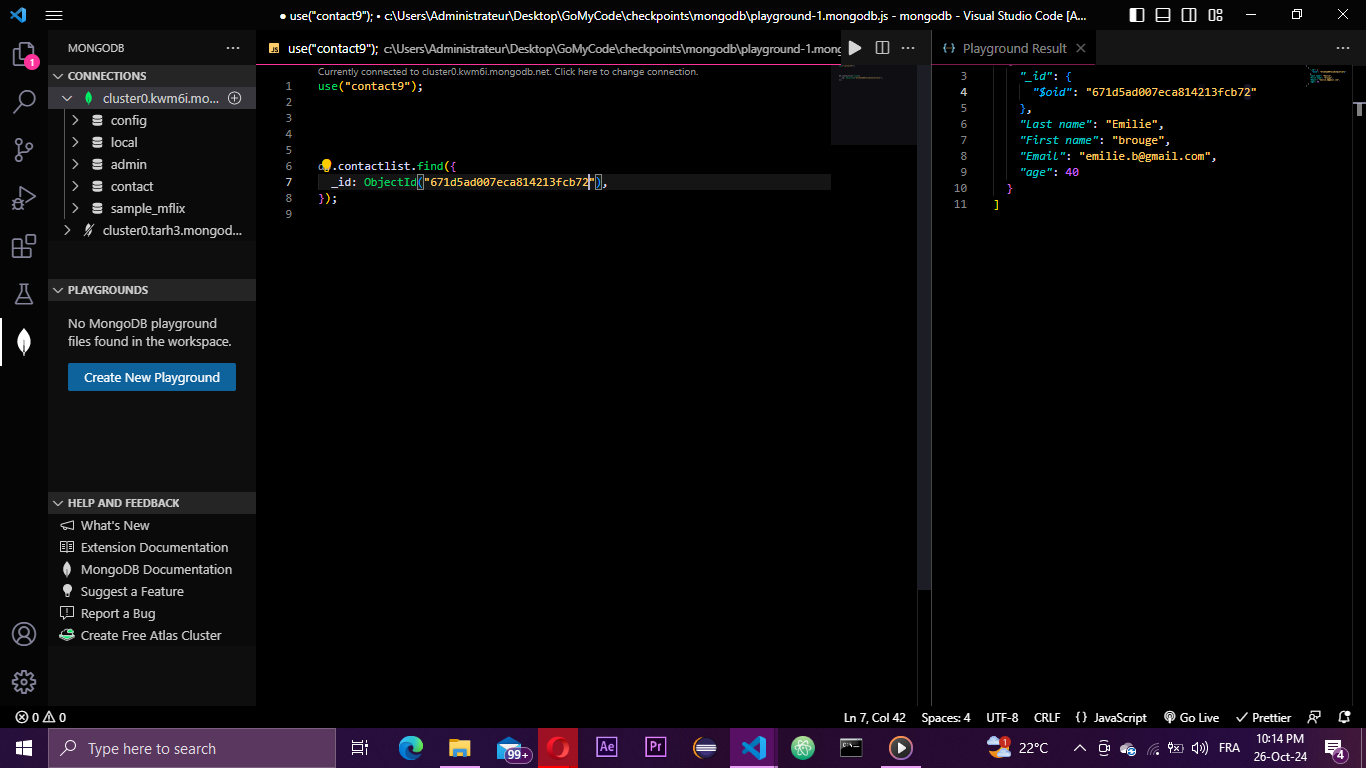 ● use("contact9"); • c:\Users\Administrateur\Desktop\GoMyCode\checkpoints\mongodb\playground-1.mongodb.js - mongodb - Visual Studio Code [A...
1
MONGODB
CONNECTIONS
cluster0.kwm6i.mo...
config
local
admin
contact
sample_mflix
cluster0.tarh3.mongod...
PLAYGROUNDS
No MongoDB playground
files found in the workspace.
Create New Playground
HELP AND FEEDBACK
What's New
Extension Documentation
MongoDB Documentation
Suggest a Feature
Report a Bug
Create Free Atlas Cluster
JS use("contact9"); c:\Users\Administrateur\Desktop\GoMyCode\checkpoints\mongodb\playground-1.mong
Currently connected to cluster0.kwm6i.mongodb.net. Click here to change connection.
1 use("contact9");
2
3
4
5
6 .contactlist.find({
7 _id: ObjectId("671d5ad007eca814213fcb72"),
8 });
9
Playground Result
3 "_id": {
4 "$oid": "671d5ad007eca814213fcb72"
5 },
6 "Last name": "Emilie",
7 "First name": "brouge",
8 "Email": "emilie.b@gmail.com",
9 "age": 40
10 }
11 ]
0 0
Ln 7, Col 42 Spaces: 4 UTF-8 CRLF {} JavaScript Go Live Prettier
Type here to search
99+
Ae
Pr
1
22°C
FRA
10:14 PM
26-Oct-24
4